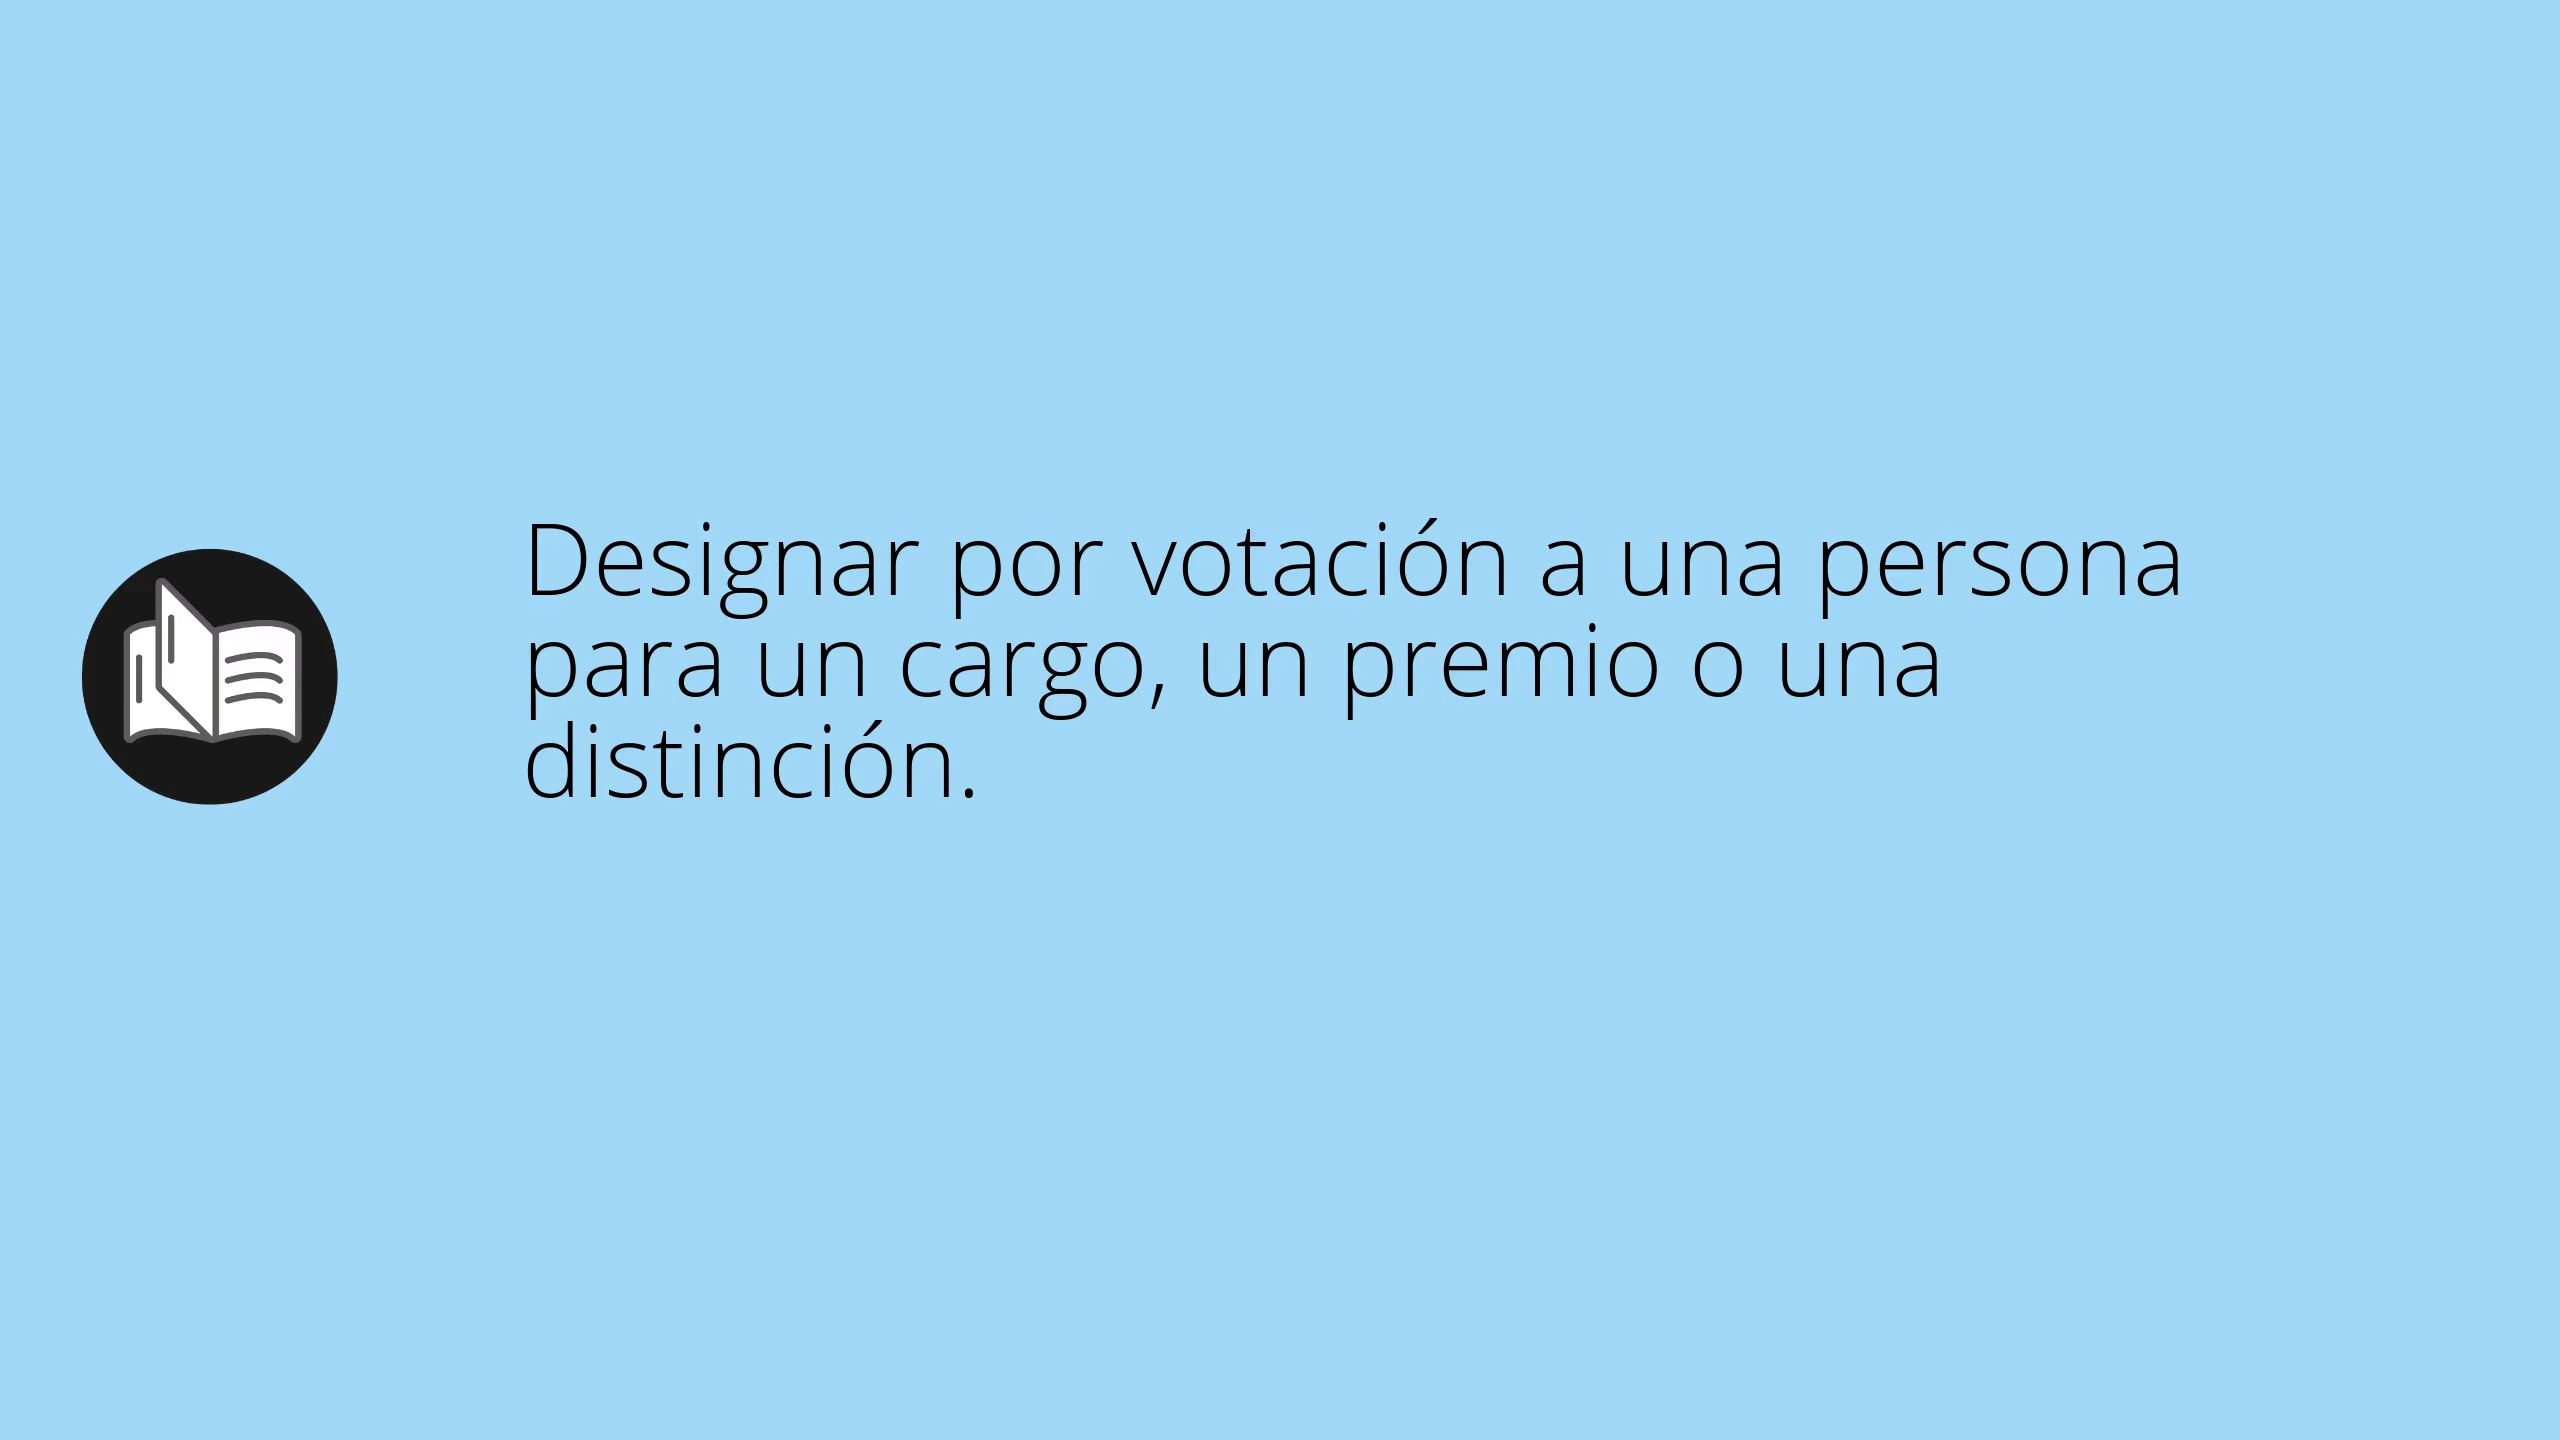 Designar por votación a una persona
para un cargo, un premio o una
distinción.